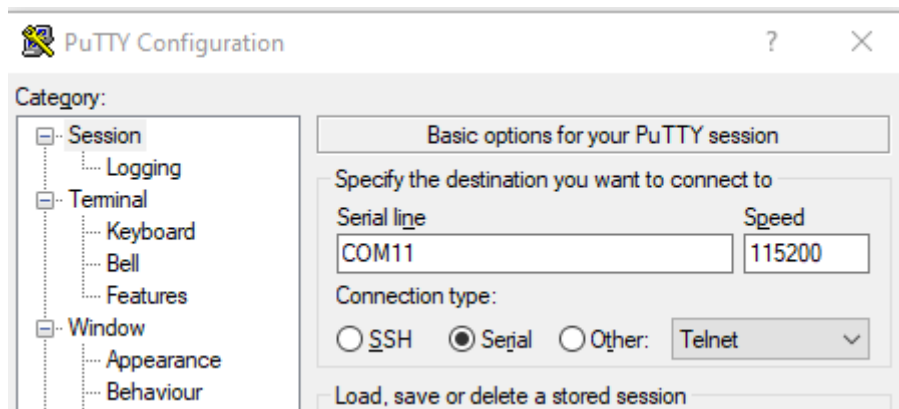 PuTTY Configuration
?
Category:
Session
Logging
Terminal
Keyboard
Bell
Features
Window
Appearance
Behaviour
Basic options for your PuTTY session
Specify the destination you want to connect to
Serial line Speed
COM11 115200
Connection type:
SSH Serial Other: Telnet
Load, save or delete a stored session